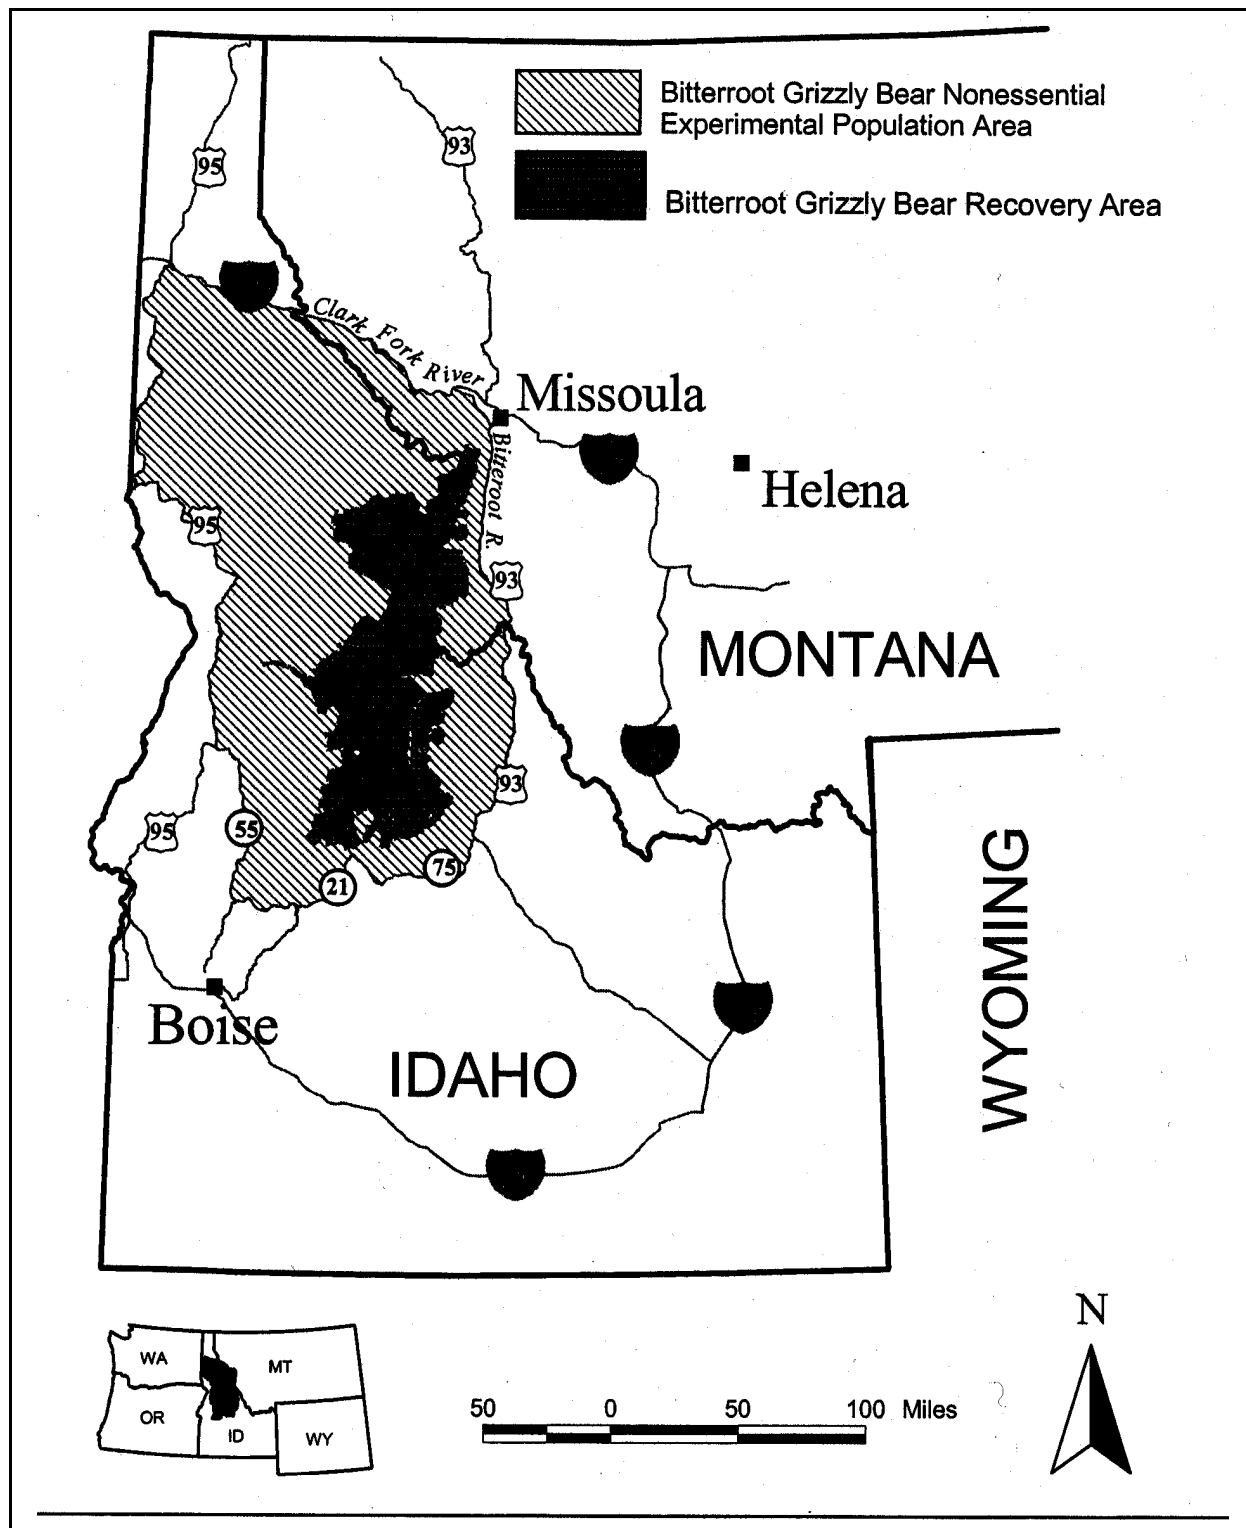 Bitterroot Grizzly Bear Nonessential
Experimental Population Area
Bitterroot Grizzly Bear Recovery Area
93
95
Clark Fork River
Missoula
Helena
Bitteroot R.
95
93
MONTANA
93
95
55
75
21
WYOMING
Boise
IDAHO
N
WA
MT
OR
ID
WY
50 0 50 100 Miles